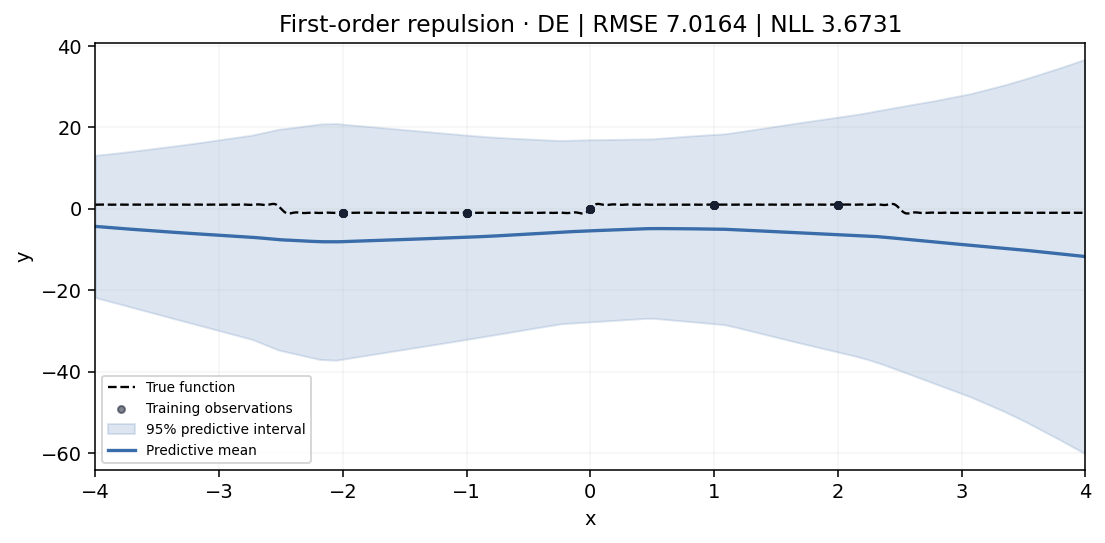 First-order repulsion · DE | RMSE 7.0164 | NLL 3.6731
40
20
0
−20
−40
−60
y
True function
Training observations
95% predictive interval
Predictive mean
−4 −3 −2 −1 0 1 2 3 4
x